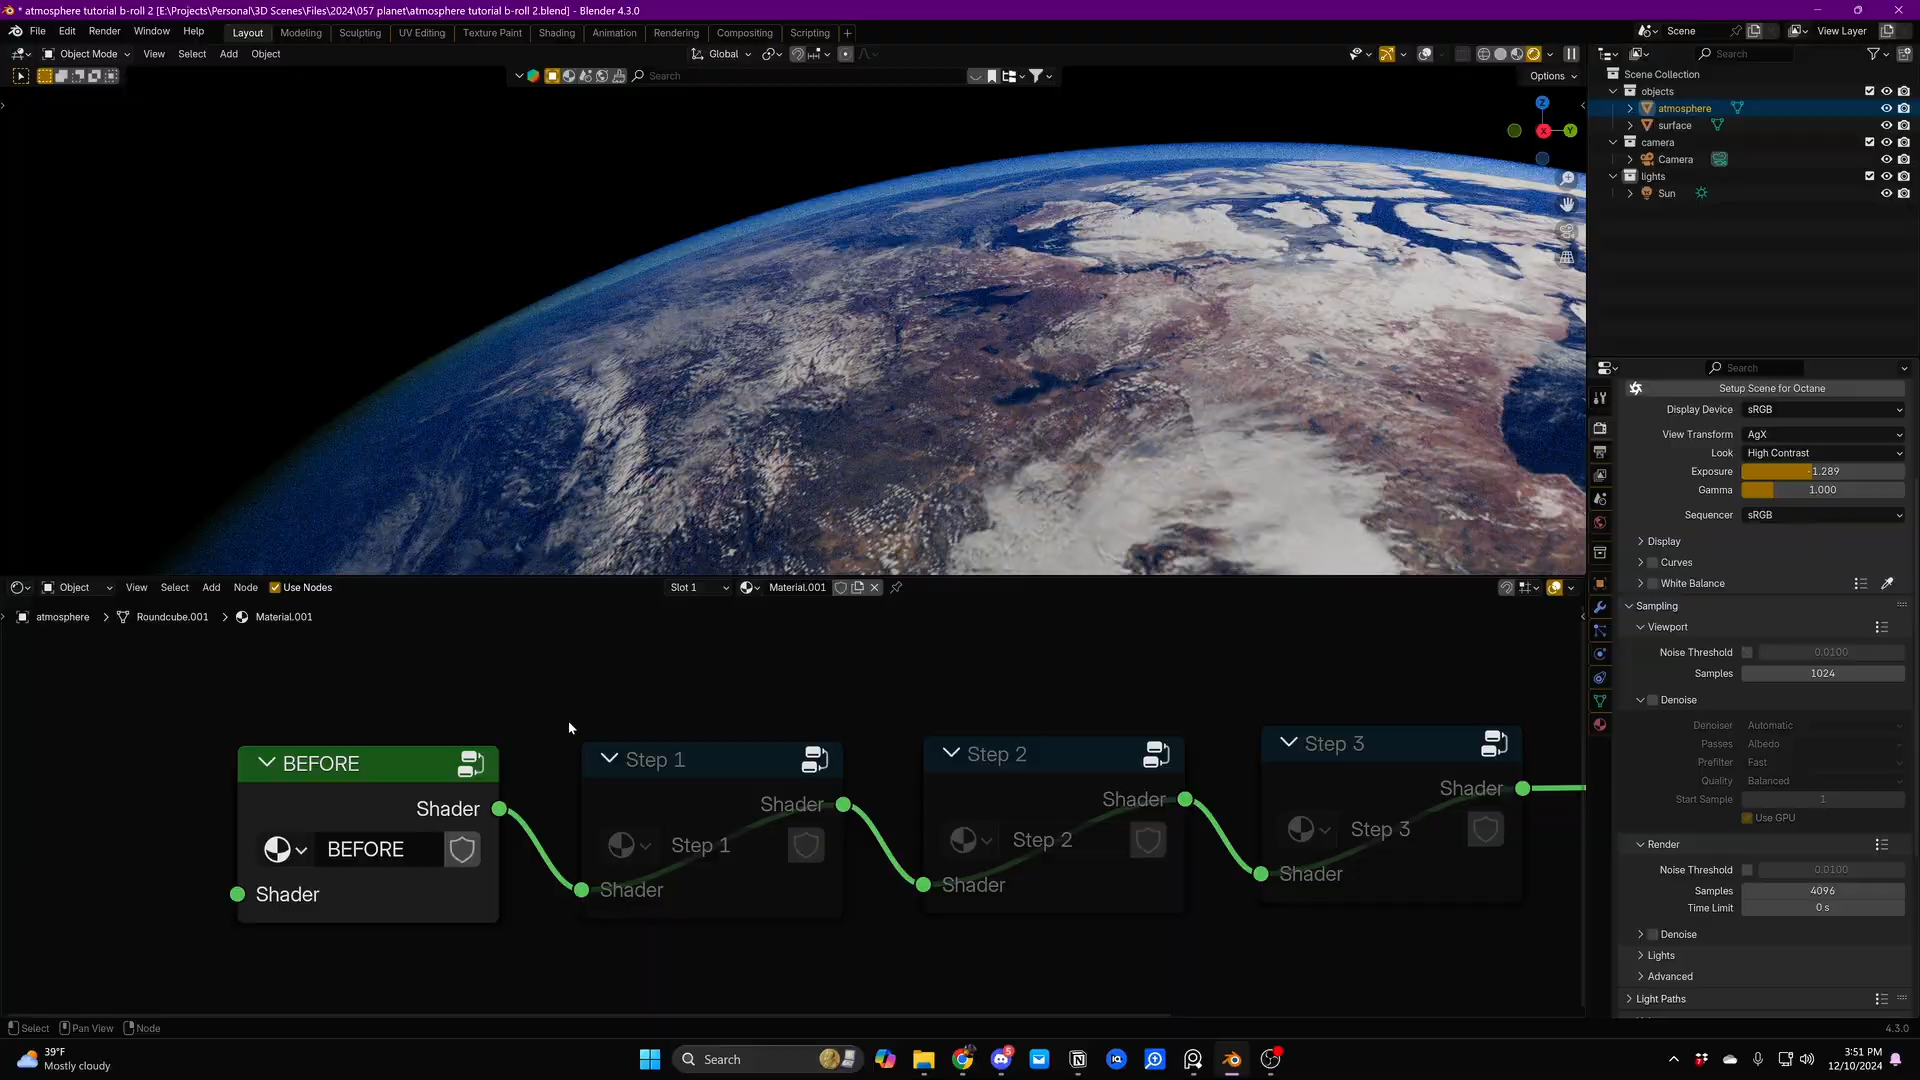 * atmosphere tutorial b-roll 2 [E:\Projects\Personal\3D Scenes\Files\2024\057 planet\atmosphere tutorial b-roll 2.blend] - Blender 4.3.0
File Edit Render Window Help Layout Modeling Sculpting UV Editing Texture Paint Shading Animation Rendering Compositing Scripting + Scene View Layer
Object Mode View Select Add Object Global Search
Search Options
Scene Collection
objects
atmosphere
surface
camera
Camera
lights
Sun
Z
X
Y
Search
Setup Scene for Octane
Display Device sRGB
View Transform AgX
Look High Contrast
Exposure -1.289
Gamma 1.000
Sequencer sRGB
Display
Curves
White Balance
Sampling
Viewport
Noise Threshold 0.0100
Samples 1024
Denoise
Denoiser Automatic
Passes Albedo
Prefilter Fast
Quality Balanced
Start Sample 1
Use GPU
Render
Noise Threshold 0.0100
Samples 4096
Time Limit 0 s
Denoise
Lights
Advanced
Light Paths
Object View Select Add Node Use Nodes Slot 1 Material.001
atmosphere > Roundcube.001 > Material.001
BEFORE
Shader
BEFORE
Shader
Step 1
Shader
Step 1
Shader
Step 2
Shader
Step 2
Shader
Step 3
Shader
Step 3
Shader
Select Pan View Node 4.3.0
39°F
Mostly cloudy
Search
5
3:51 PM
12/10/2024